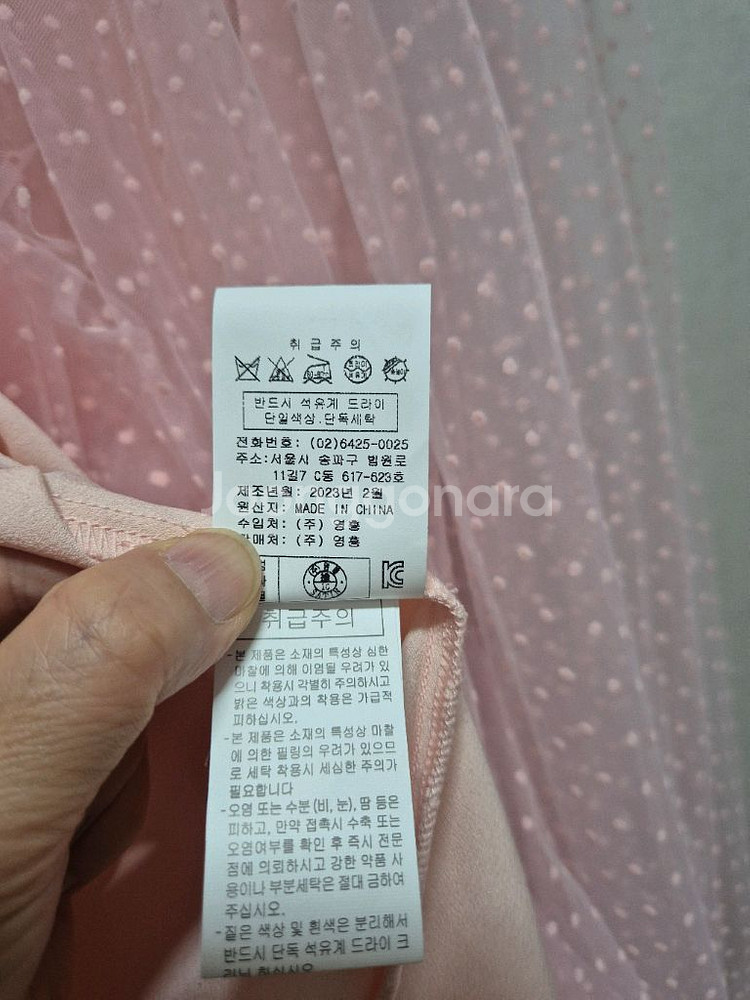 취급주의
반드시 석유계 드라이
단일색상.단독세탁
전화번호: (02)6425-0025
주소:서울시 송파구 법원로
11길7 C동 617-623호
제조년월: 2023년 2월
원산지: MADE IN CHINA
수입처: (주) 영흥
판매처: (주) 영흥
취급주의
-본 제품은 소재의 특성상 심한
마찰에 의해 이염될 우려가 있
으니 착용시 각별히 주의하시고
밝은 색상과의 착용은 가급적
피하십시오.
-본 제품은 소재의 특성상 마찰
에 의한 필링의 우려가 있으므
로 세탁 착용시 세심한 주의가
필요합니다
-오염 또는 수분(비, 눈), 땀 등은
피하고, 만약 접촉시 수축 또는
오염여부를 확인 후 즉시 전문
점에 의뢰하시고 강한 약품 사
용이나 부분세탁은 절대 금하여
주십시오.
-짙은 색상 및 흰색은 분리해서
반드시 단독 석유계 드라이 크
리닝 하십시오